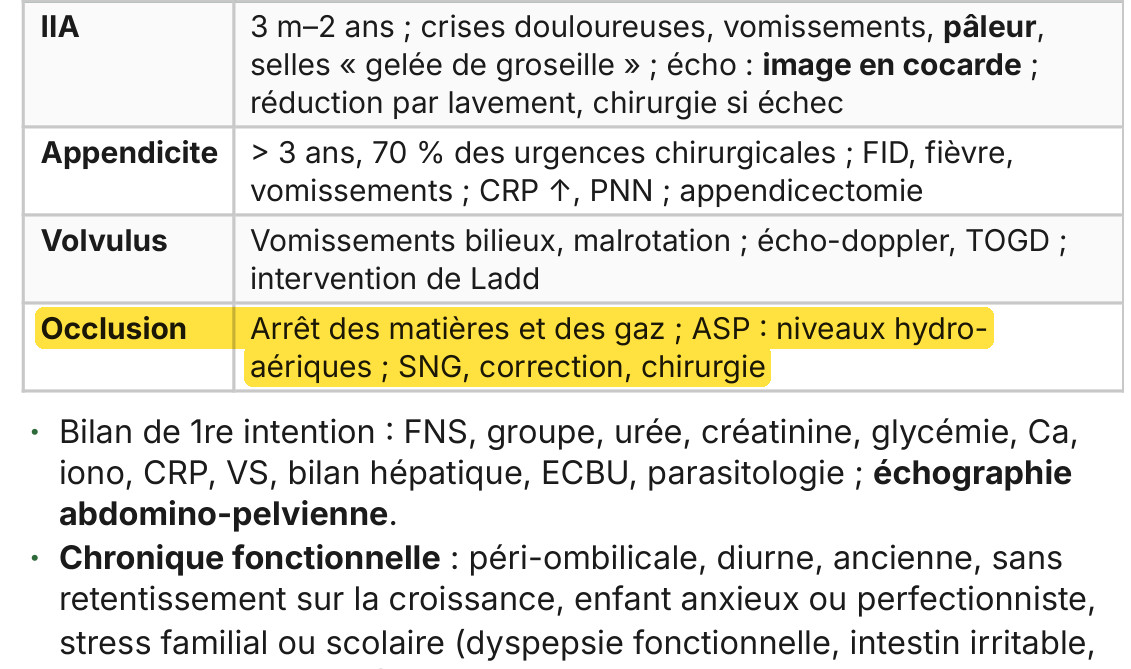 IIA
3 m–2 ans ; crises douloureuses, vomissements, pâleur,
selles « gelée de groseille » ; écho : image en cocarde ;
réduction par lavement, chirurgie si échec
Appendicite
> 3 ans, 70 % des urgences chirurgicales ; FID, fièvre,
vomissements ; CRP ↑, PNN ; appendicectomie
Volvulus
Vomissements bilieux, malrotation ; écho-doppler, TOGD ;
intervention de Ladd
Occlusion
Arrêt des matières et des gaz ; ASP : niveaux hydro-
aériques ; SNG, correction, chirurgie
• Bilan de 1re intention : FNS, groupe, urée, créatinine, glycémie, Ca,
iono, CRP, VS, bilan hépatique, ECBU, parasitologie ; échographie
abdomino-pelvienne.
• Chronique fonctionnelle : péri-ombilicale, diurne, ancienne, sans
retentissement sur la croissance, enfant anxieux ou perfectionniste,
stress familial ou scolaire (dyspepsie fonctionnelle, intestin irritable,